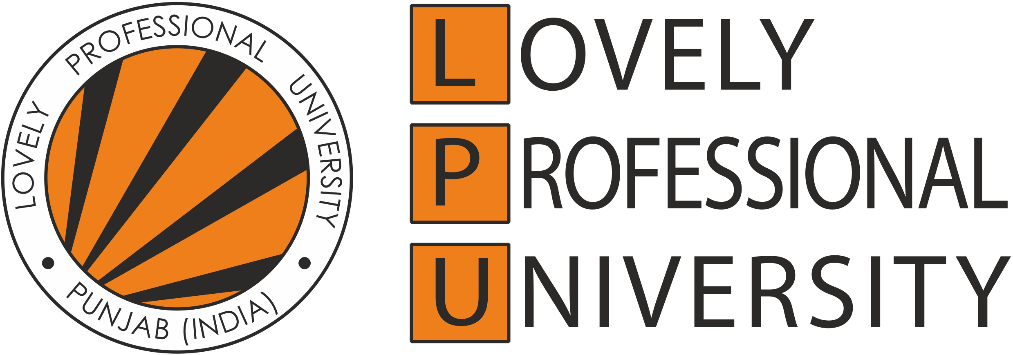 LOVELY PROFESSIONAL UNIVERSITY
PUNJAB (INDIA)
LOVELY
PROFESSIONAL
UNIVERSITY